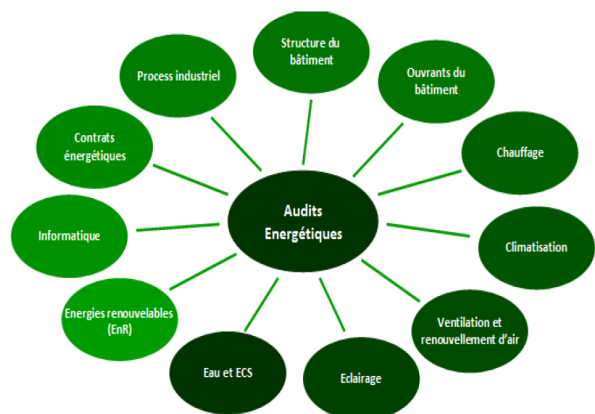 Structure du
bâtiment
Ouvrants du
bâtiment
Chauffage
Climatisation
Ventilation et
renouvellement d'air
Eclairage
Eau et ECS
Energies renouvelables
(EnR)
Informatique
Contrats
énergétiques
Process industriel
Audits
Energétiques